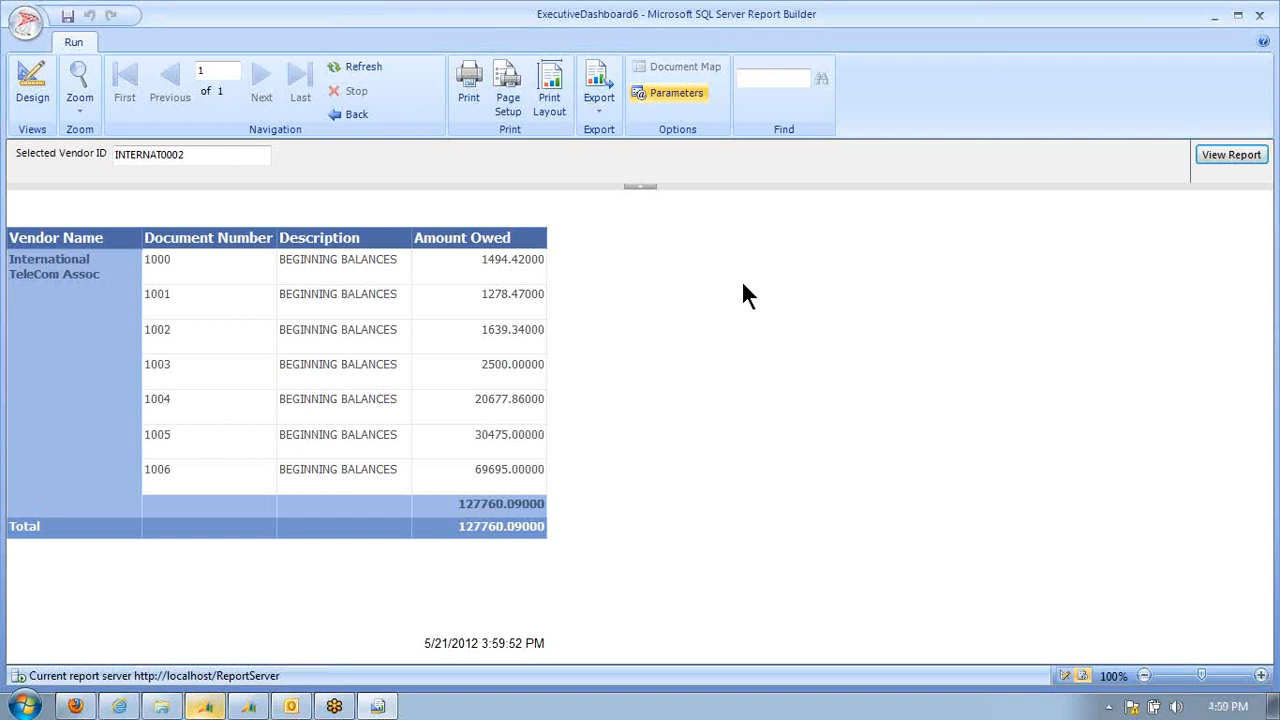 ExecutiveDashboard6 - Microsoft SQL Server Report Builder
Run
Design
Zoom
First
Previous
1
of 1
Next
Last
Refresh
Stop
Back
Print
Page Setup
Print Layout
Export
Document Map
Parameters
Views
Zoom
Navigation
Print
Export
Options
Find
Selected Vendor ID INTERNAT0002
View Report
Vendor Name Document Number Description Amount Owed
International 1000 BEGINNING BALANCES 1494.42000
TeleCom Assoc
1001 BEGINNING BALANCES 1278.47000
1002 BEGINNING BALANCES 1639.34000
1003 BEGINNING BALANCES 2500.00000
1004 BEGINNING BALANCES 20677.86000
1005 BEGINNING BALANCES 30475.00000
1006 BEGINNING BALANCES 69695.00000
127760.09000
Total 127760.09000
5/21/2012 3:59:52 PM
Current report server http://localhost/ReportServer
100%